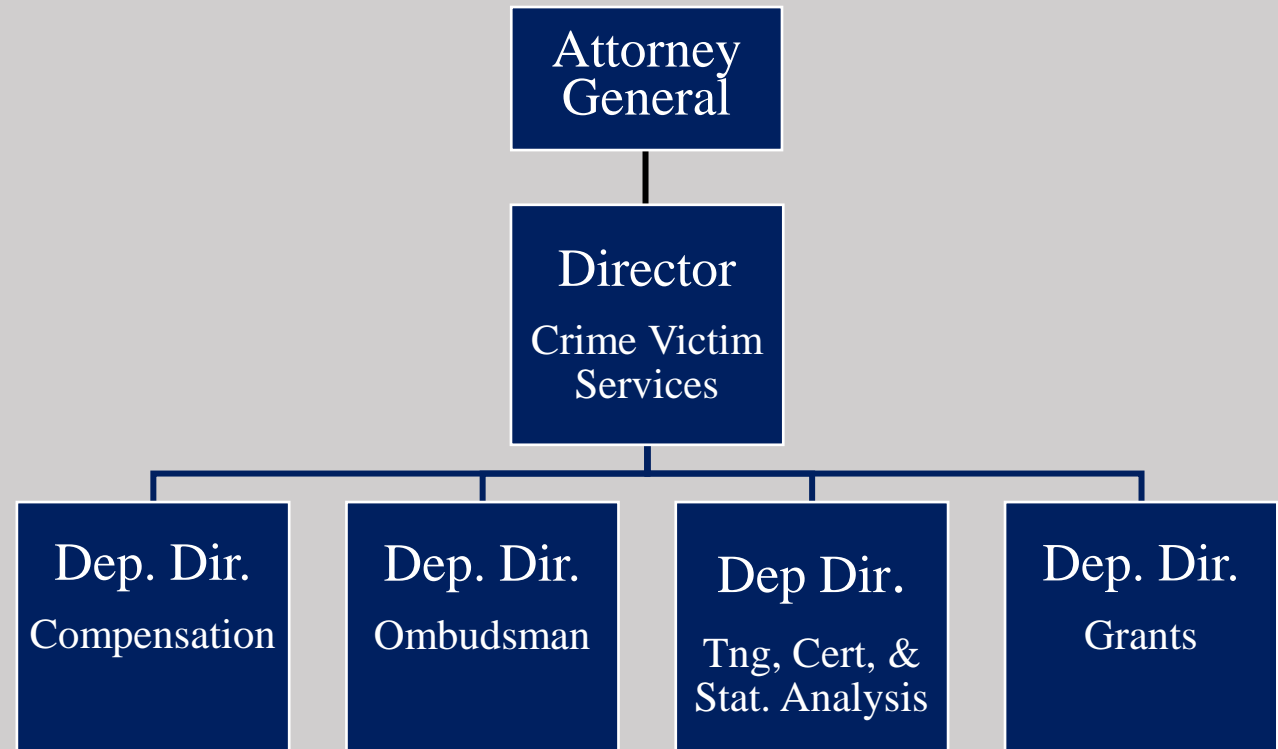 Attorney
General
Director
Crime Victim
Services
Dep. Dir.
Compensation
Dep. Dir.
Ombudsman
Dep Dir.
Tng, Cert, &
Stat. Analysis
Dep. Dir.
Grants